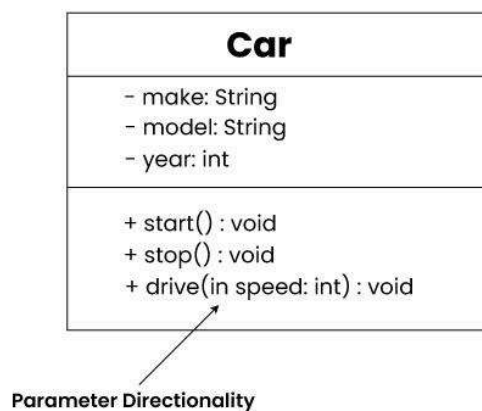 Car
- make: String
- model: String
- year: int
+ start() : void
+ stop() : void
+ drive(in speed: int) : void
Parameter Directionality